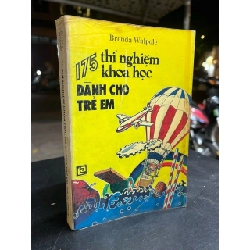 Brenda Walpole
175 thí nghiệm
khoa học
DÀNH CHO
TRẺ EM